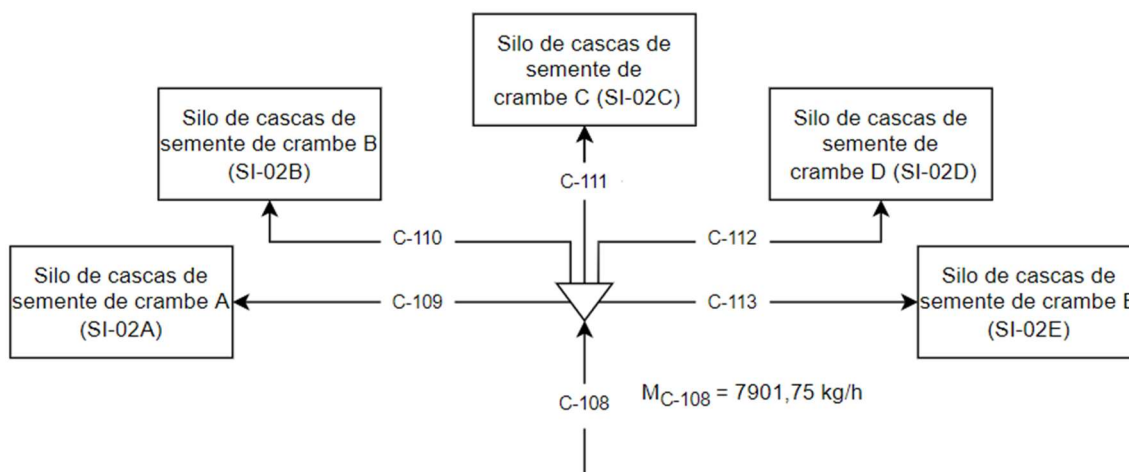 Silo de cascas de
semente de
crambe C (SI-02C)
Silo de cascas de
semente de crambe B
(SI-02B)
Silo de cascas de
semente de
crambe D (SI-02D)
C-111
C-110
C-112
Silo de cascas de
semente de crambe A
(SI-02A)
C-109
C-113
Silo de cascas de
semente de crambe E
(SI-02E)
C-108
MC-108 = 7901,75 kg/h